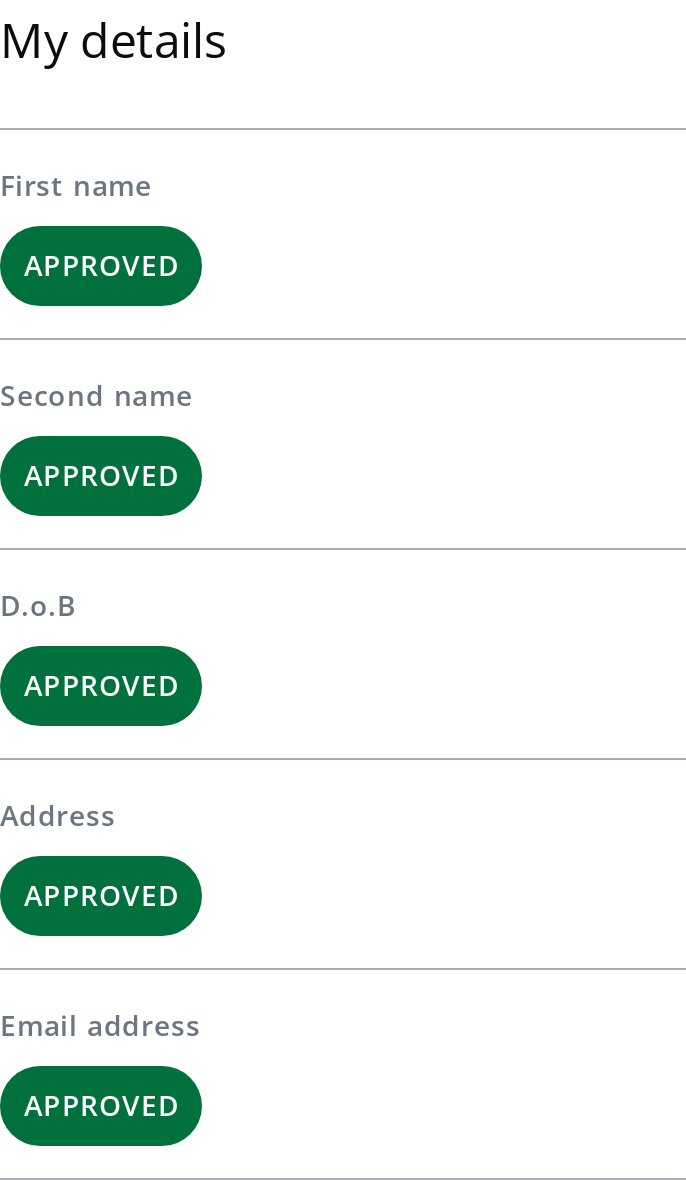 My details
First name
APPROVED
Second name
APPROVED
D.o.B
APPROVED
Address
APPROVED
Email address
APPROVED